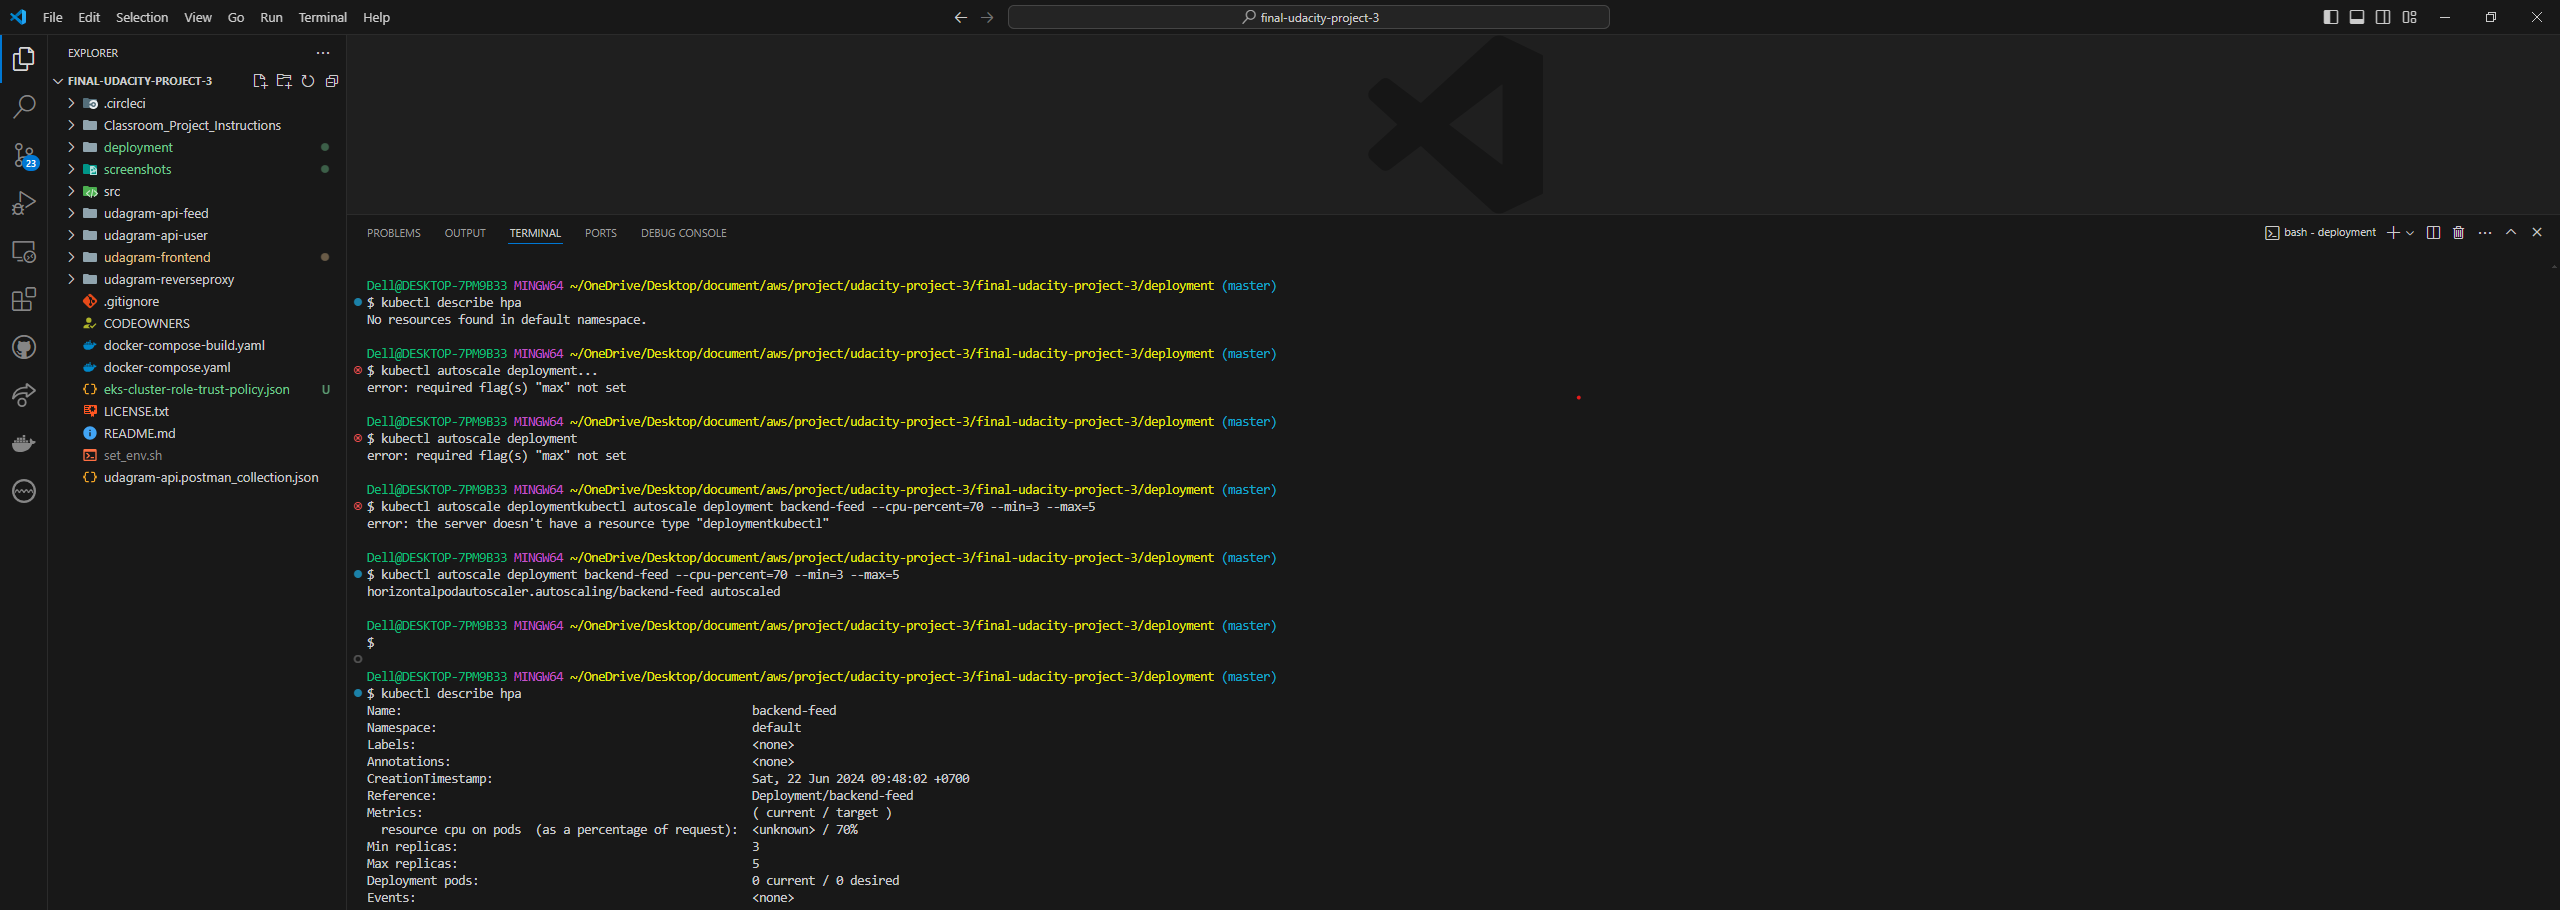 File Edit Selection View Go Run Terminal Help
final-udacity-project-3
EXPLORER
FINAL-UDACITY-PROJECT-3
.circleci
Classroom_Project_Instructions
deployment
screenshots
src
udagram-api-feed
udagram-api-user
udagram-frontend
udagram-reverseproxy
.gitignore
CODEOWNERS
docker-compose-build.yaml
docker-compose.yaml
eks-cluster-role-trust-policy.json U
LICENSE.txt
README.md
set_env.sh
udagram-api.postman_collection.json
23
PROBLEMS OUTPUT TERMINAL PORTS DEBUG CONSOLE
bash - deployment
Dell@DESKTOP-7PM9B33 MINGW64 ~/OneDrive/Desktop/document/aws/project/udacity-project-3/final-udacity-project-3/deployment (master)
$ kubectl describe hpa
No resources found in default namespace.
Dell@DESKTOP-7PM9B33 MINGW64 ~/OneDrive/Desktop/document/aws/project/udacity-project-3/final-udacity-project-3/deployment (master)
$ kubectl autoscale deployment...
error: required flag(s) "max" not set
Dell@DESKTOP-7PM9B33 MINGW64 ~/OneDrive/Desktop/document/aws/project/udacity-project-3/final-udacity-project-3/deployment (master)
$ kubectl autoscale deployment
error: required flag(s) "max" not set
Dell@DESKTOP-7PM9B33 MINGW64 ~/OneDrive/Desktop/document/aws/project/udacity-project-3/final-udacity-project-3/deployment (master)
$ kubectl autoscale deploymentkubectl autoscale deployment backend-feed --cpu-percent=70 --min=3 --max=5
error: the server doesn't have a resource type "deploymentkubectl"
Dell@DESKTOP-7PM9B33 MINGW64 ~/OneDrive/Desktop/document/aws/project/udacity-project-3/final-udacity-project-3/deployment (master)
$ kubectl autoscale deployment backend-feed --cpu-percent=70 --min=3 --max=5
horizontalpodautoscaler.autoscaling/backend-feed autoscaled
Dell@DESKTOP-7PM9B33 MINGW64 ~/OneDrive/Desktop/document/aws/project/udacity-project-3/final-udacity-project-3/deployment (master)
$
Dell@DESKTOP-7PM9B33 MINGW64 ~/OneDrive/Desktop/document/aws/project/udacity-project-3/final-udacity-project-3/deployment (master)
$ kubectl describe hpa
Name: backend-feed
Namespace: default
Labels: <none>
Annotations: <none>
CreationTimestamp: Sat, 22 Jun 2024 09:48:02 +0700
Reference: Deployment/backend-feed
Metrics: ( current / target )
resource cpu on pods (as a percentage of request): <unknown> / 70%
Min replicas: 3
Max replicas: 5
Deployment pods: 0 current / 0 desired
Events: <none>